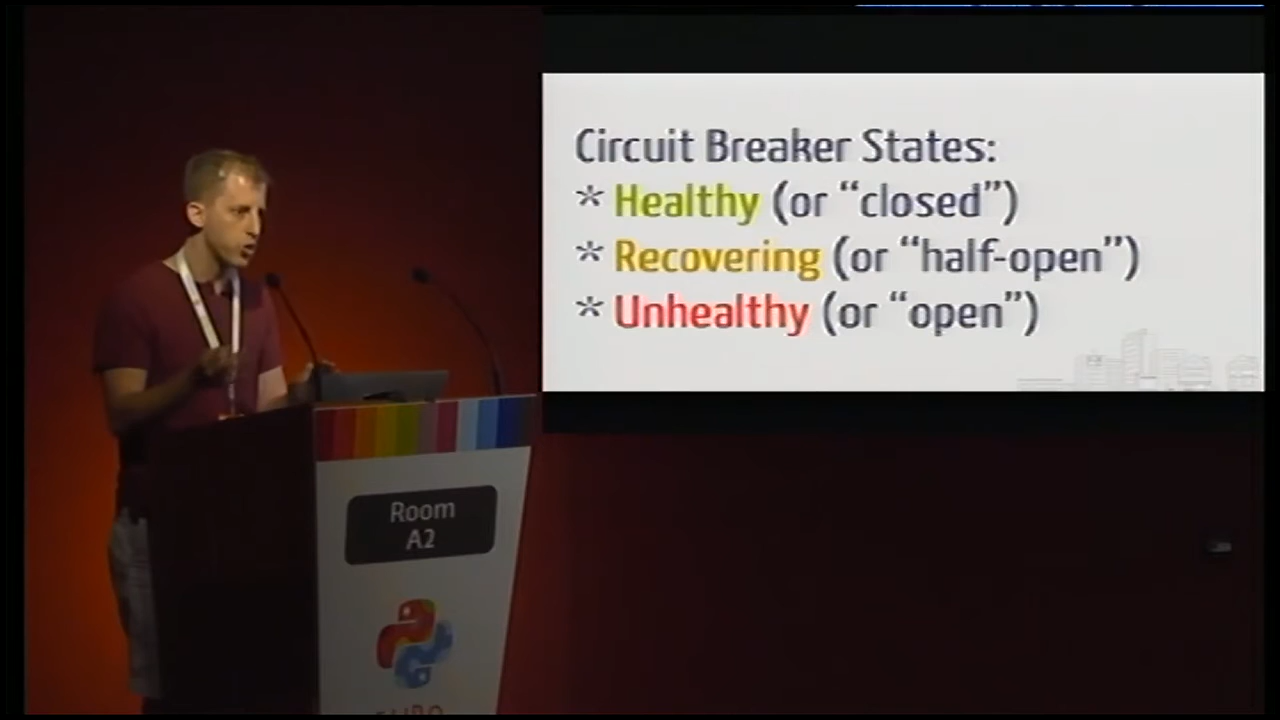 Circuit Breaker States:
* Healthy (or “closed”)
* Recovering (or “half-open”)
* Unhealthy (or “open”)
Room
A2